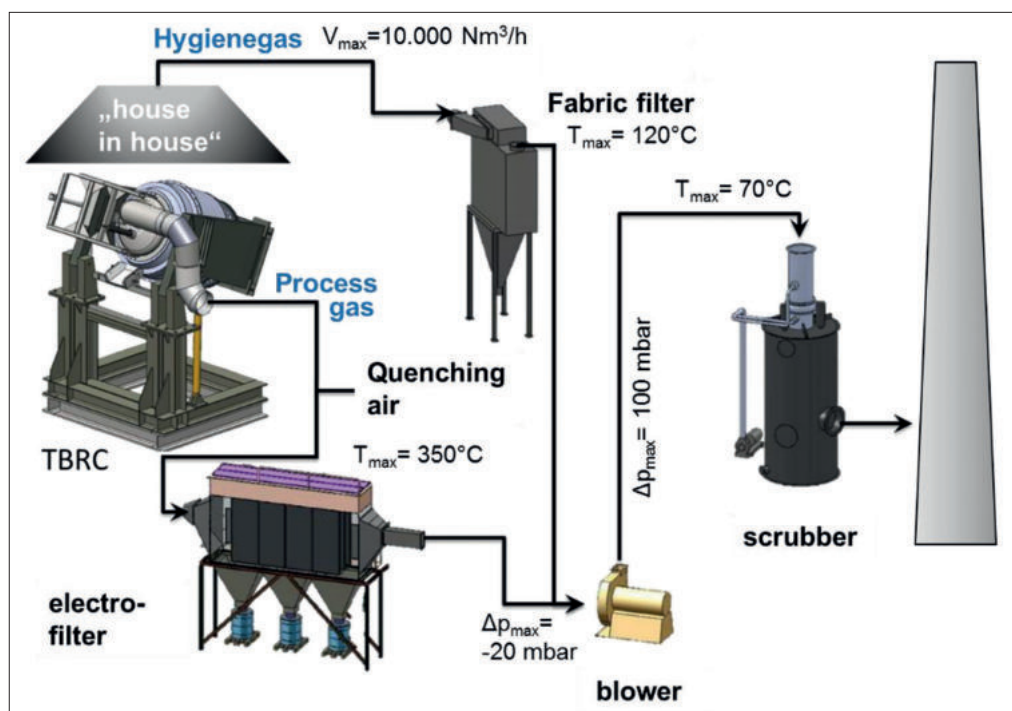 Hygienegas
Vmax=10.000 Nm³/h
„house
in house“
Fabric filter
Tmax= 120°C
Tmax= 70°C
Process
gas
Quenching
air
Δpmax= 100 mbar
TBRC
Tmax= 350°C
scrubber
electro-
filter
Δpmax=
-20 mbar
blower